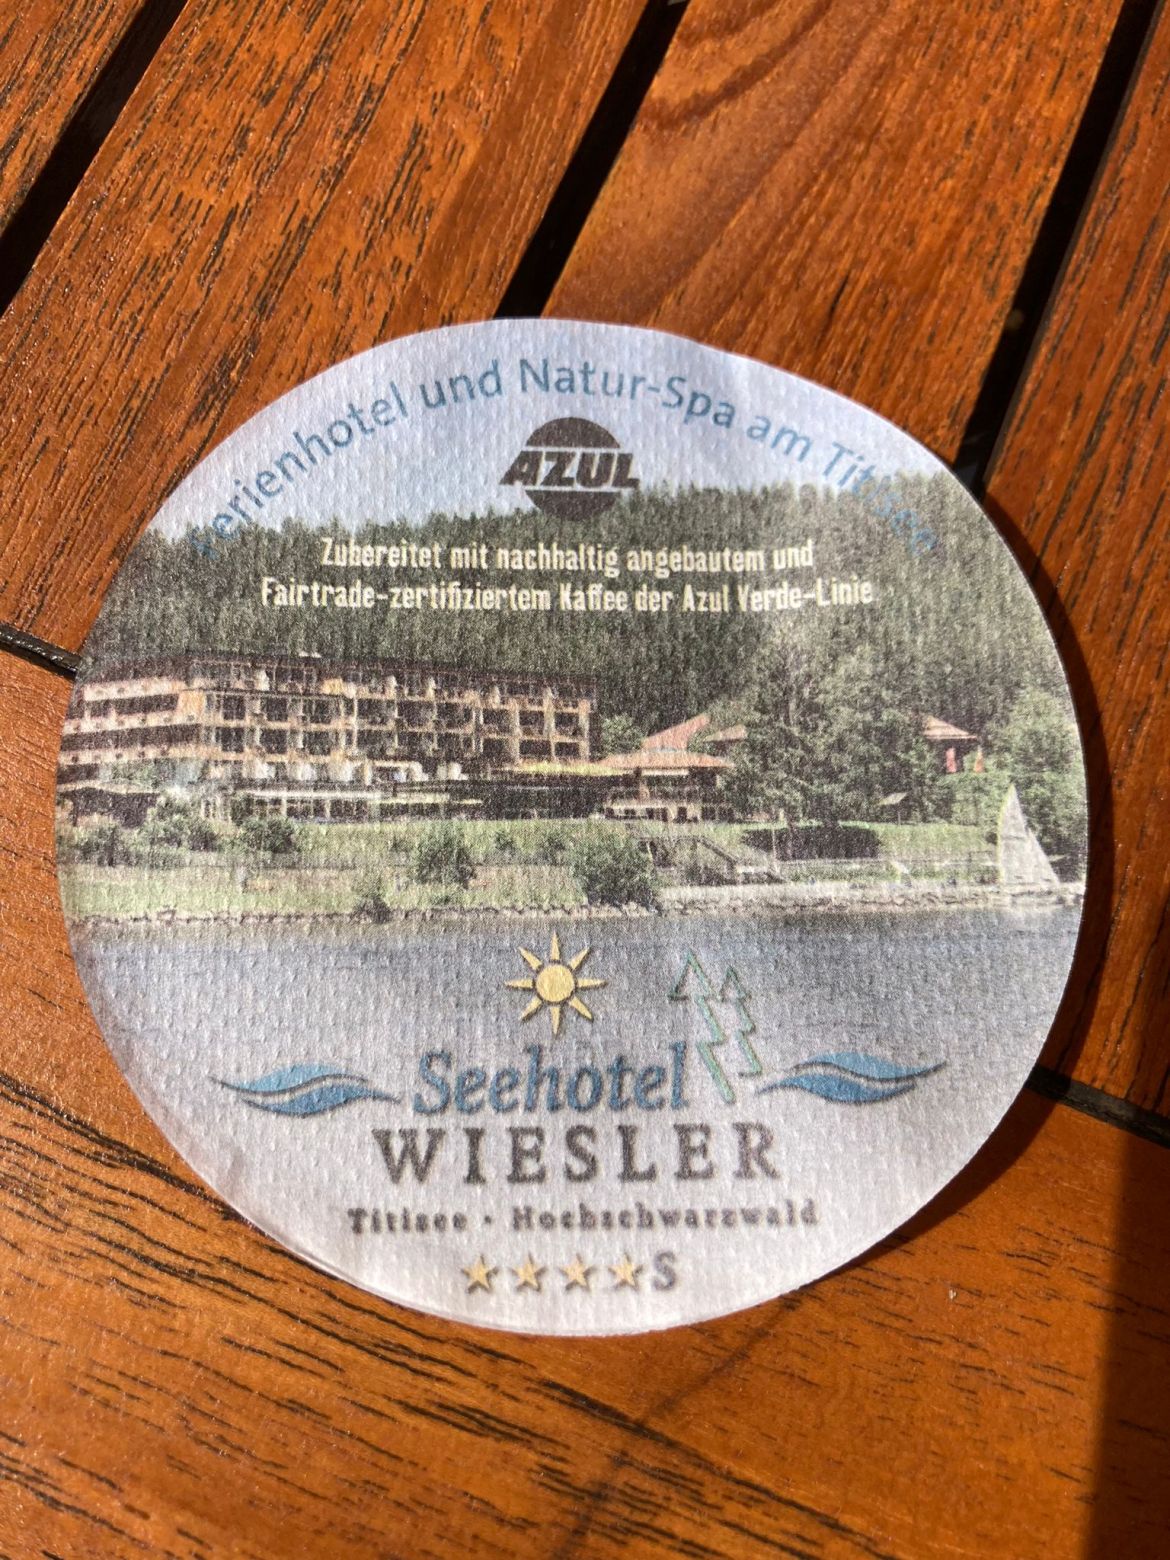 Ferienhotel und Natur-Spa am Titisee
AZUL
Zubereitet mit nachhaltig angebautem und
Fairtrade-zertifiziertem Kaffee der Azul Verde-Linie
Seehotel
WIESLER
Titisee · Hochschwarzwald
S